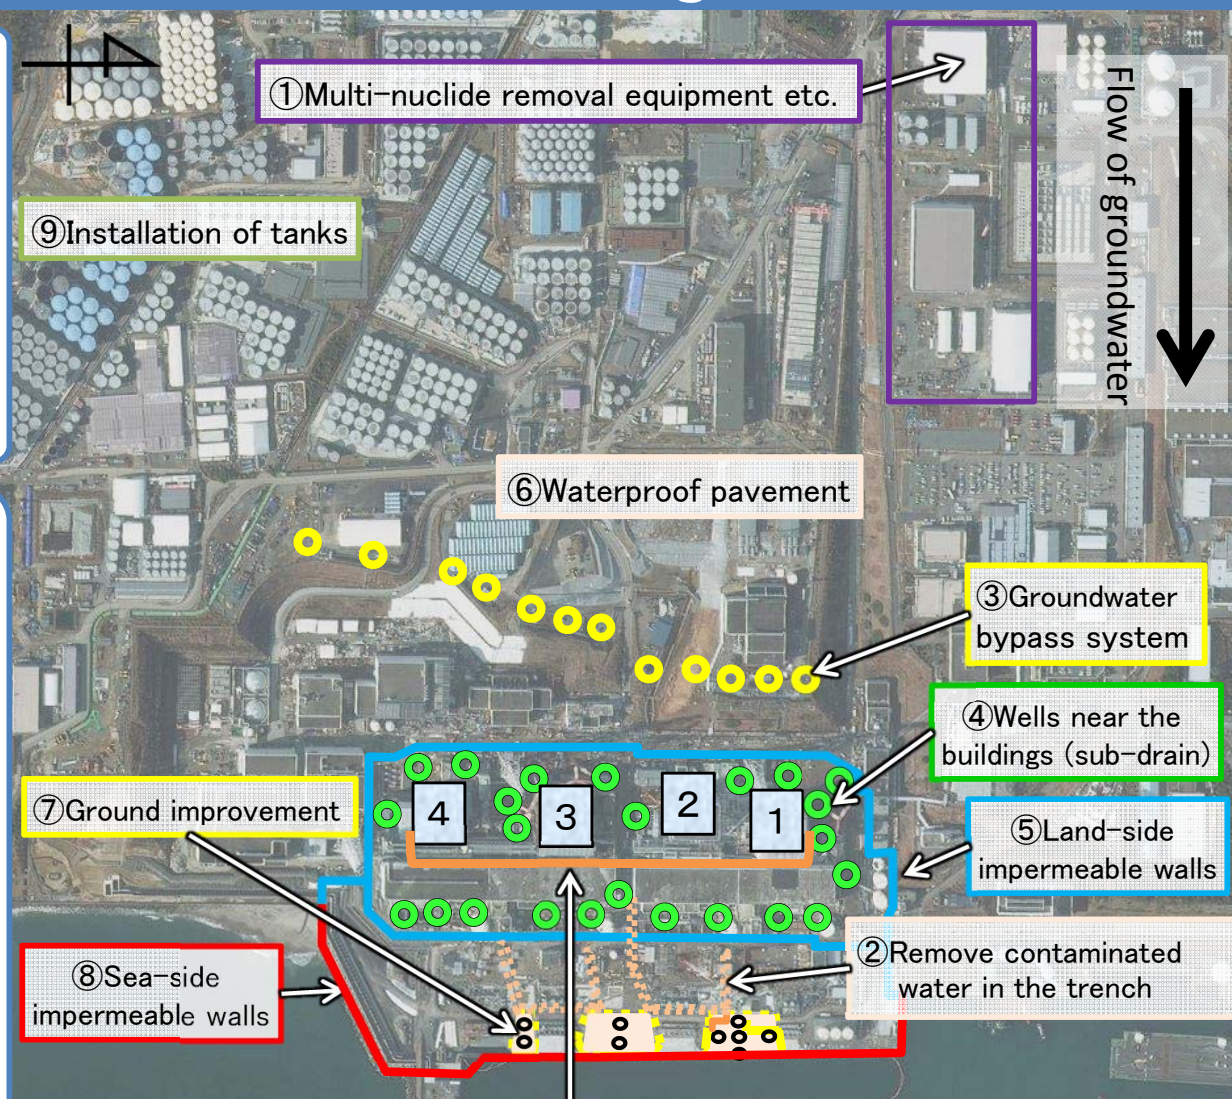 ①Multi-nuclide removal equipment etc.
Flow of groundwater
⑨Installation of tanks
⑥Waterproof pavement
③Groundwater
bypass system
④Wells near the
buildings (sub-drain)
⑦Ground improvement
4
3
2
1
⑤Land-side
impermeable walls
②Remove contaminated
water in the trench
⑧Sea-side
impermeable walls